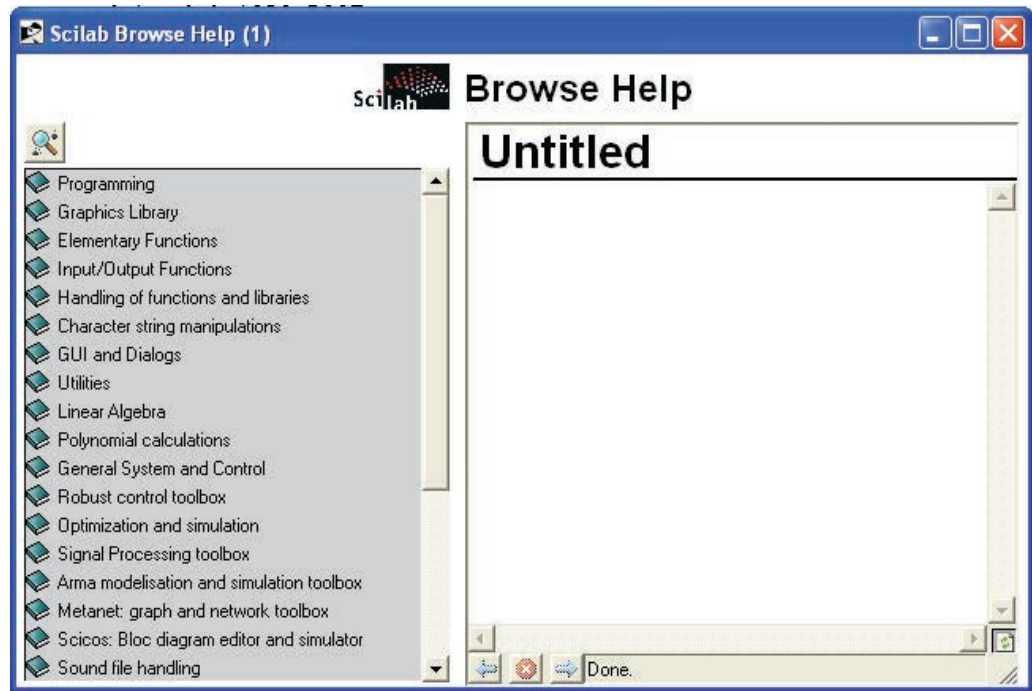 Scilab Browse Help (1)
Scilab
Browse Help
Untitled
Programming
Graphics Library
Elementary Functions
Input/Output Functions
Handling of functions and libraries
Character string manipulations
GUI and Dialogs
Utilities
Linear Algebra
Polynomial calculations
General System and Control
Robust control toolbox
Optimization and simulation
Signal Processing toolbox
Arma modelisation and simulation toolbox
Metanet: graph and network toolbox
Scicos: Bloc diagram editor and simulator
Sound file handling
Done.